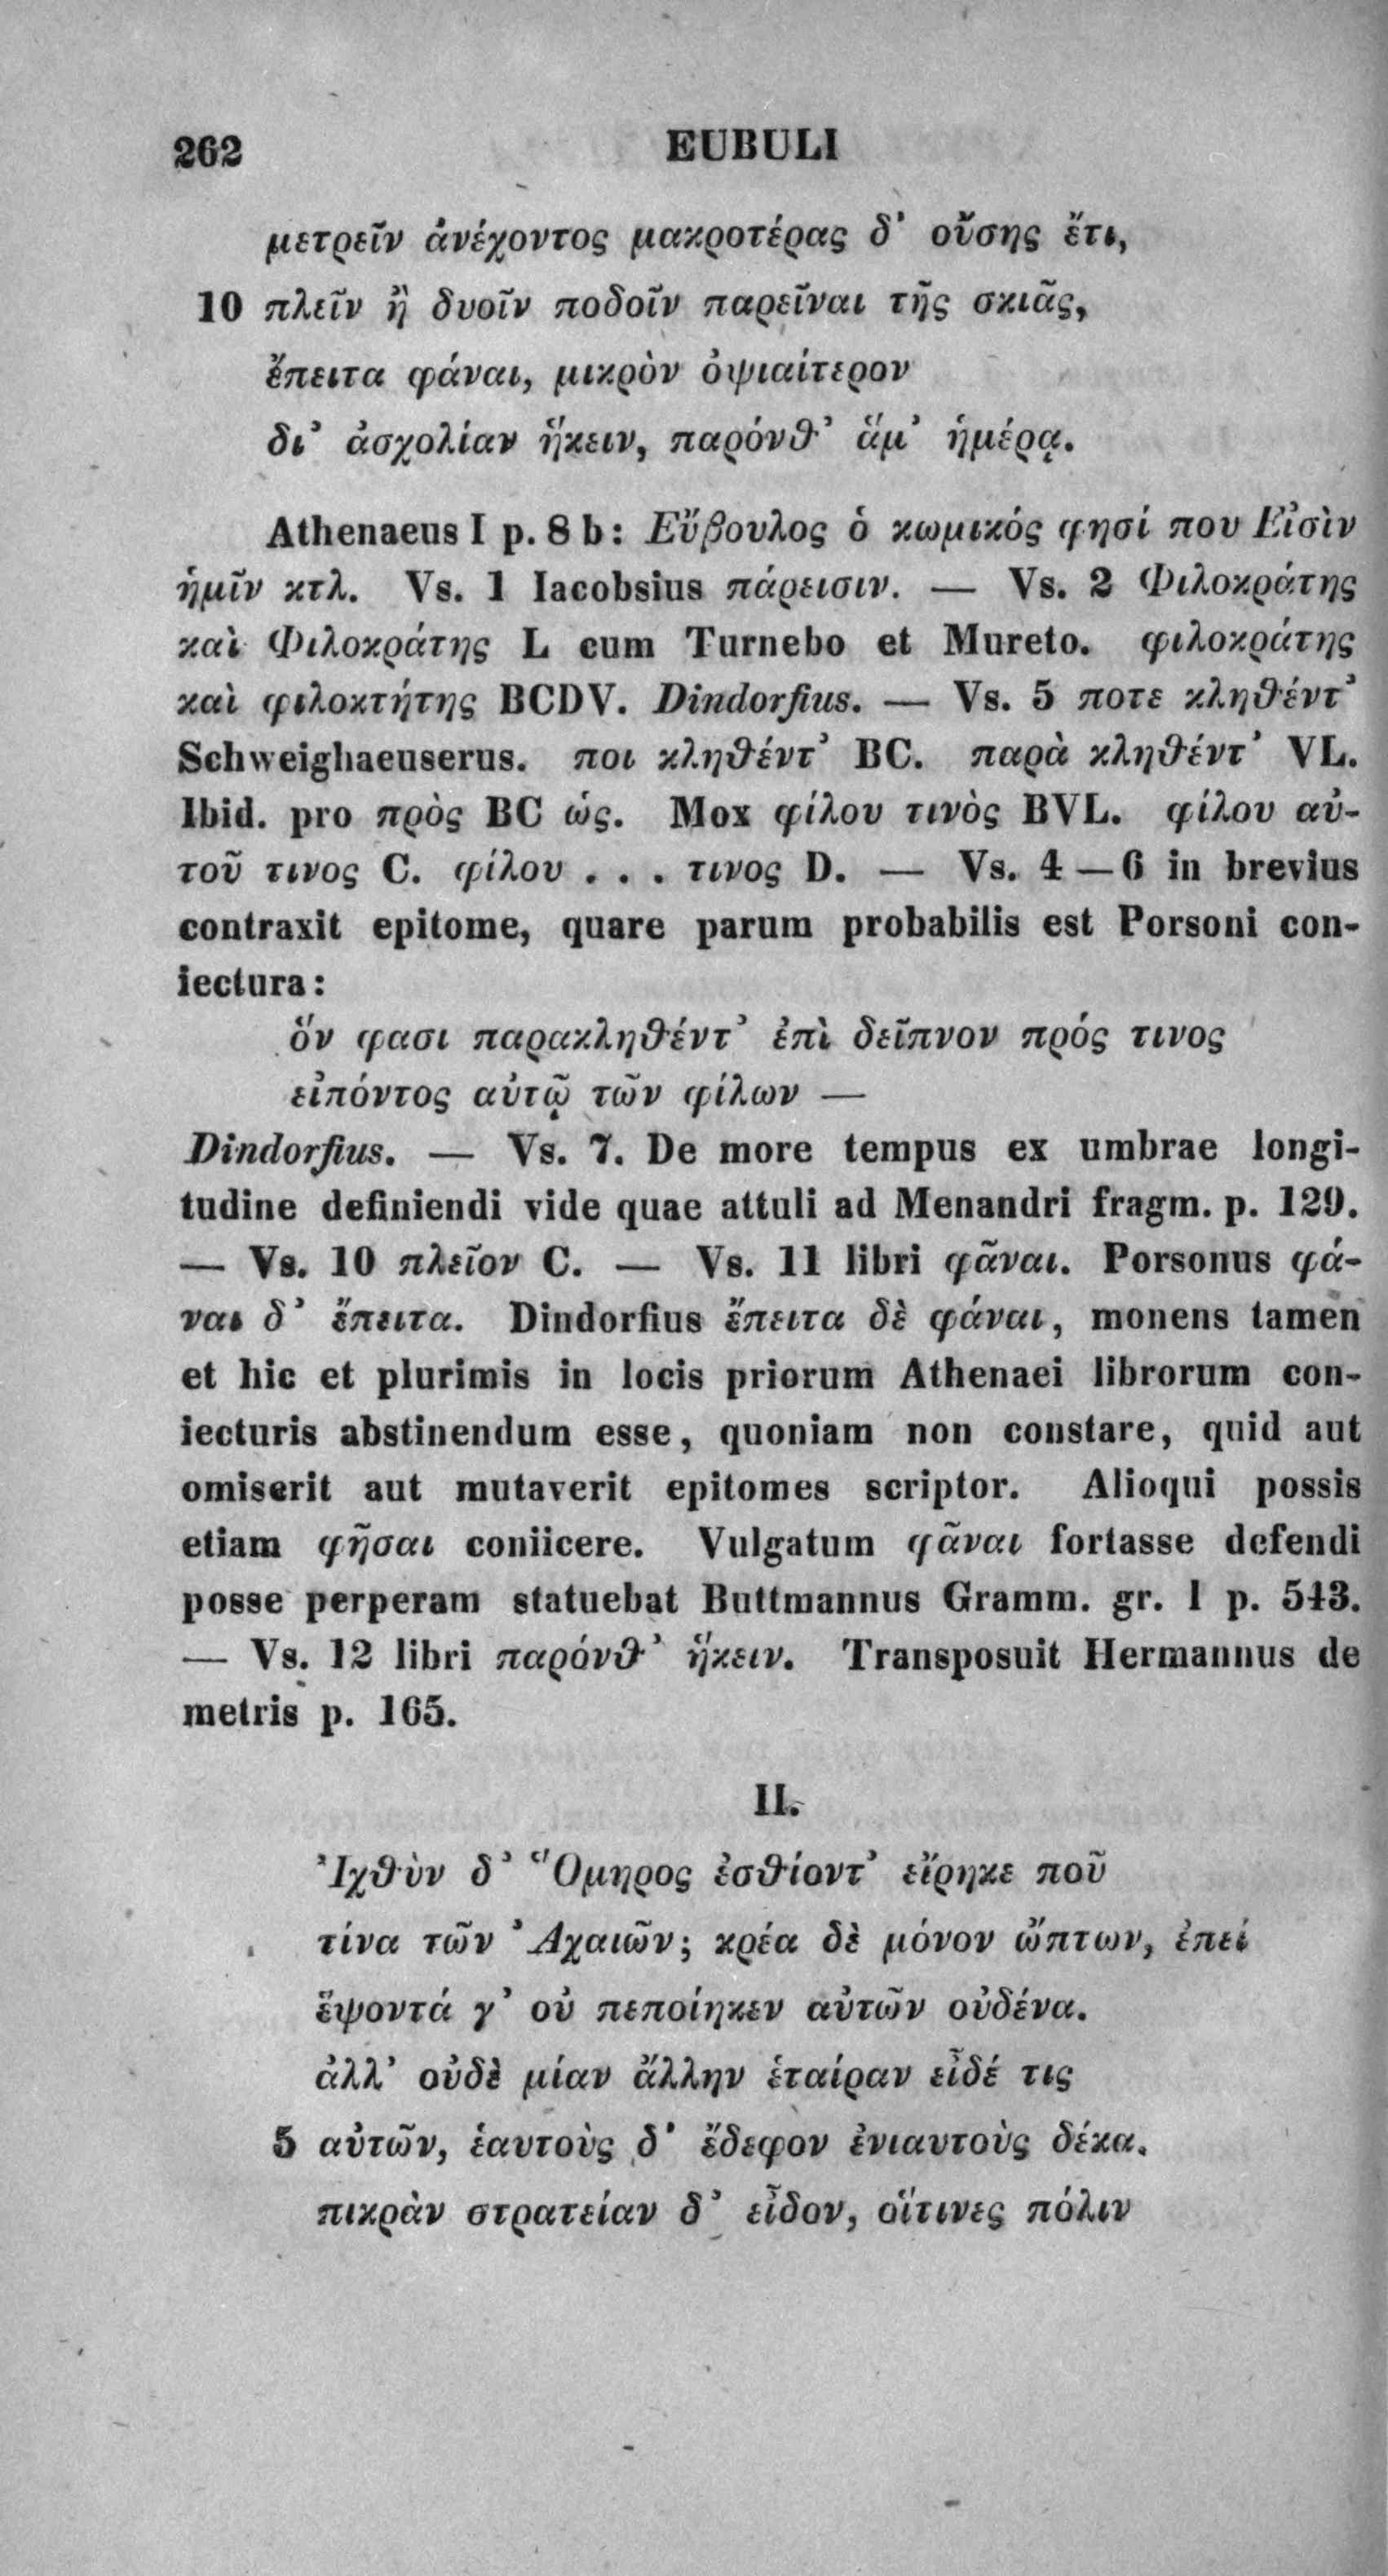 262 EUBULI
μετρεῖν ἀνέχοντος μακροτέρας δ᾽ οὔσης ἔτι,
10 πλεῖν ἢ δυοῖν ποδοῖν παρεῖναι τῆς σκιᾶς,
ἔπειτα φάναι, μικρὸν ὀψιαίτερον
δι᾽ ἀσχολίαν ἥκειν, παρόνθ᾽ ἅμ᾽ ἡμέρᾳ.
Athenaeus I p. 8 b: Εὔβουλος ὁ κωμικός φησί που Εἰσὶν
ἡμῖν κτλ. Vs. 1 Iacobsius πάρεισιν. — Vs. 2 Φιλοκράτης
καὶ Φιλοκράτης L cum Turnebo et Mureto. φιλοκράτης
καὶ φιλοκτήτης BCDV. Dindorfius. — Vs. 5 ποτε κληθέντ᾽
Schweighaeuserus. ποι κληθέντ᾽ BC. παρὰ κληθέντ᾽ VL.
Ibid. pro πρὸς BC ὡς. Mox φίλου τινὸς BVL. φίλου αὐ-
τοῦ τινος C. φίλου . . . τινος D. — Vs. 4—6 in brevius
contraxit epitome, quare parum probabilis est Porsoni con-
iectura:
ὅν φασι παρακληθέντ᾽ ἐπὶ δεῖπνον πρός τινος
εἰπόντος αὐτῷ τῶν φίλων —
Dindorfius. — Vs. 7. De more tempus ex umbrae longi-
tudine definiendi vide quae attuli ad Menandri fragm. p. 129.
— Vs. 10 πλεῖον C. — Vs. 11 libri φᾶναι. Porsonus φά-
ναι δ᾽ ἔπειτα. Dindorfius ἔπειτα δὲ φάναι, monens tamen
et hic et plurimis in locis priorum Athenaei librorum con-
iecturis abstinendum esse, quoniam non constare, quid aut
omiserit aut mutaverit epitomes scriptor. Alioqui possis
etiam φῆσαι coniicere. Vulgatum φᾶναι fortasse defendi
posse perperam statuebat Buttmannus Gramm. gr. I p. 543.
— Vs. 12 libri παρόνθ᾽ ἥκειν. Transposuit Hermannus de
metris p. 165.
II.
Ἰχθὺν δ᾽ Ὅμηρος ἐσθίοντ᾽ εἴρηκε ποῦ
τίνα τῶν Ἀχαιῶν; κρέα δὲ μόνον ὤπτων, ἐπεί
ἕψοντά γ᾽ οὐ πεποίηκεν αὐτῶν οὐδένα.
ἀλλ᾽ οὐδὲ μίαν ἄλλην ἑταίραν εἶδέ τις
5 αὐτῶν, ἑαυτοὺς δ᾽ ἔδεφον ἐνιαυτοὺς δέκα.
πικρὰν στρατείαν δ᾽ εἶδον, οἵτινες πόλιν